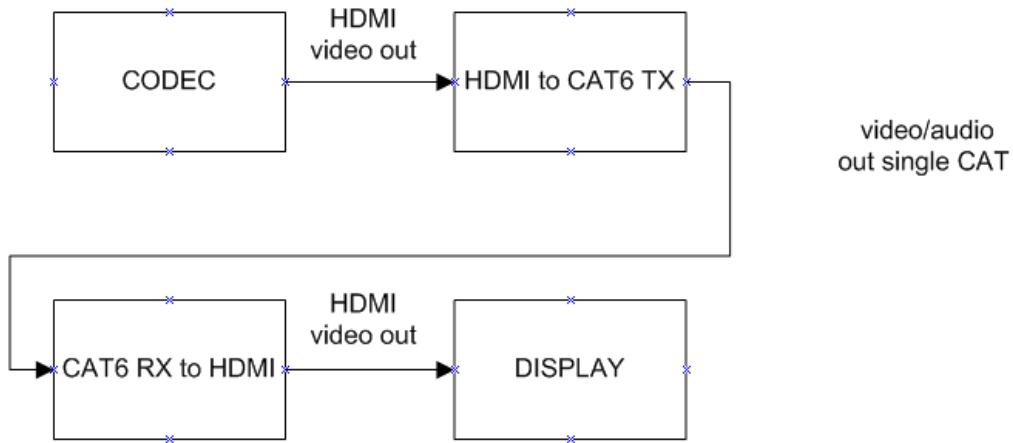 HDMI
video out
CODEC
HDMI to CAT6 TX
video/audio
out single CAT
HDMI
video out
CAT6 RX to HDMI
DISPLAY